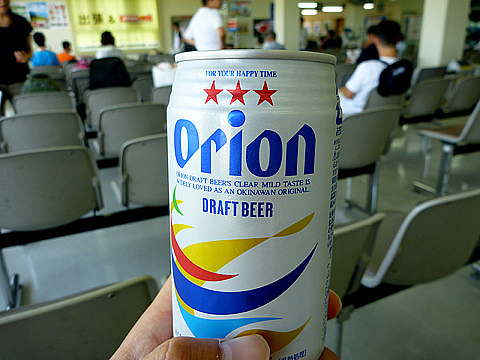 FOR YOUR HAPPY TIME
Orion
ORION DRAFT BEER'S CLEAR MILD TASTE IS
WIDELY LOVED AS AN OKINAWAN ORIGINAL.
DRAFT BEER